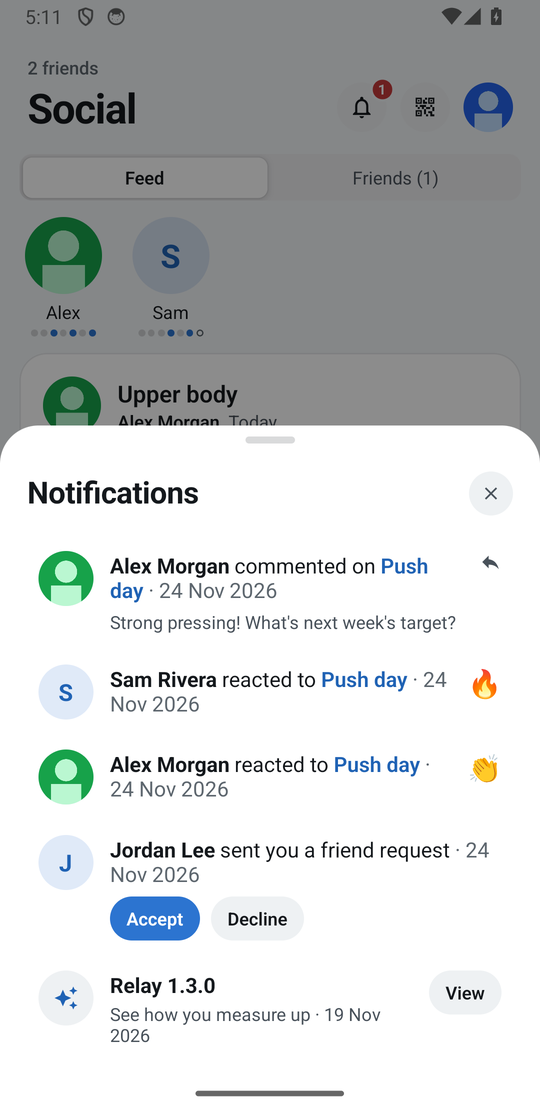 5:11
2 friends
Social
1
Feed
Friends (1)
S
Alex
Sam
Upper body
Alex Morgan Today
Notifications
Alex Morgan commented on Push
day · 24 Nov 2026
Strong pressing! What's next week's target?
S
Sam Rivera reacted to Push day · 24
Nov 2026
Alex Morgan reacted to Push day ·
24 Nov 2026
J
Jordan Lee sent you a friend request · 24
Nov 2026
Accept
Decline
Relay 1.3.0
See how you measure up · 19 Nov
2026
View